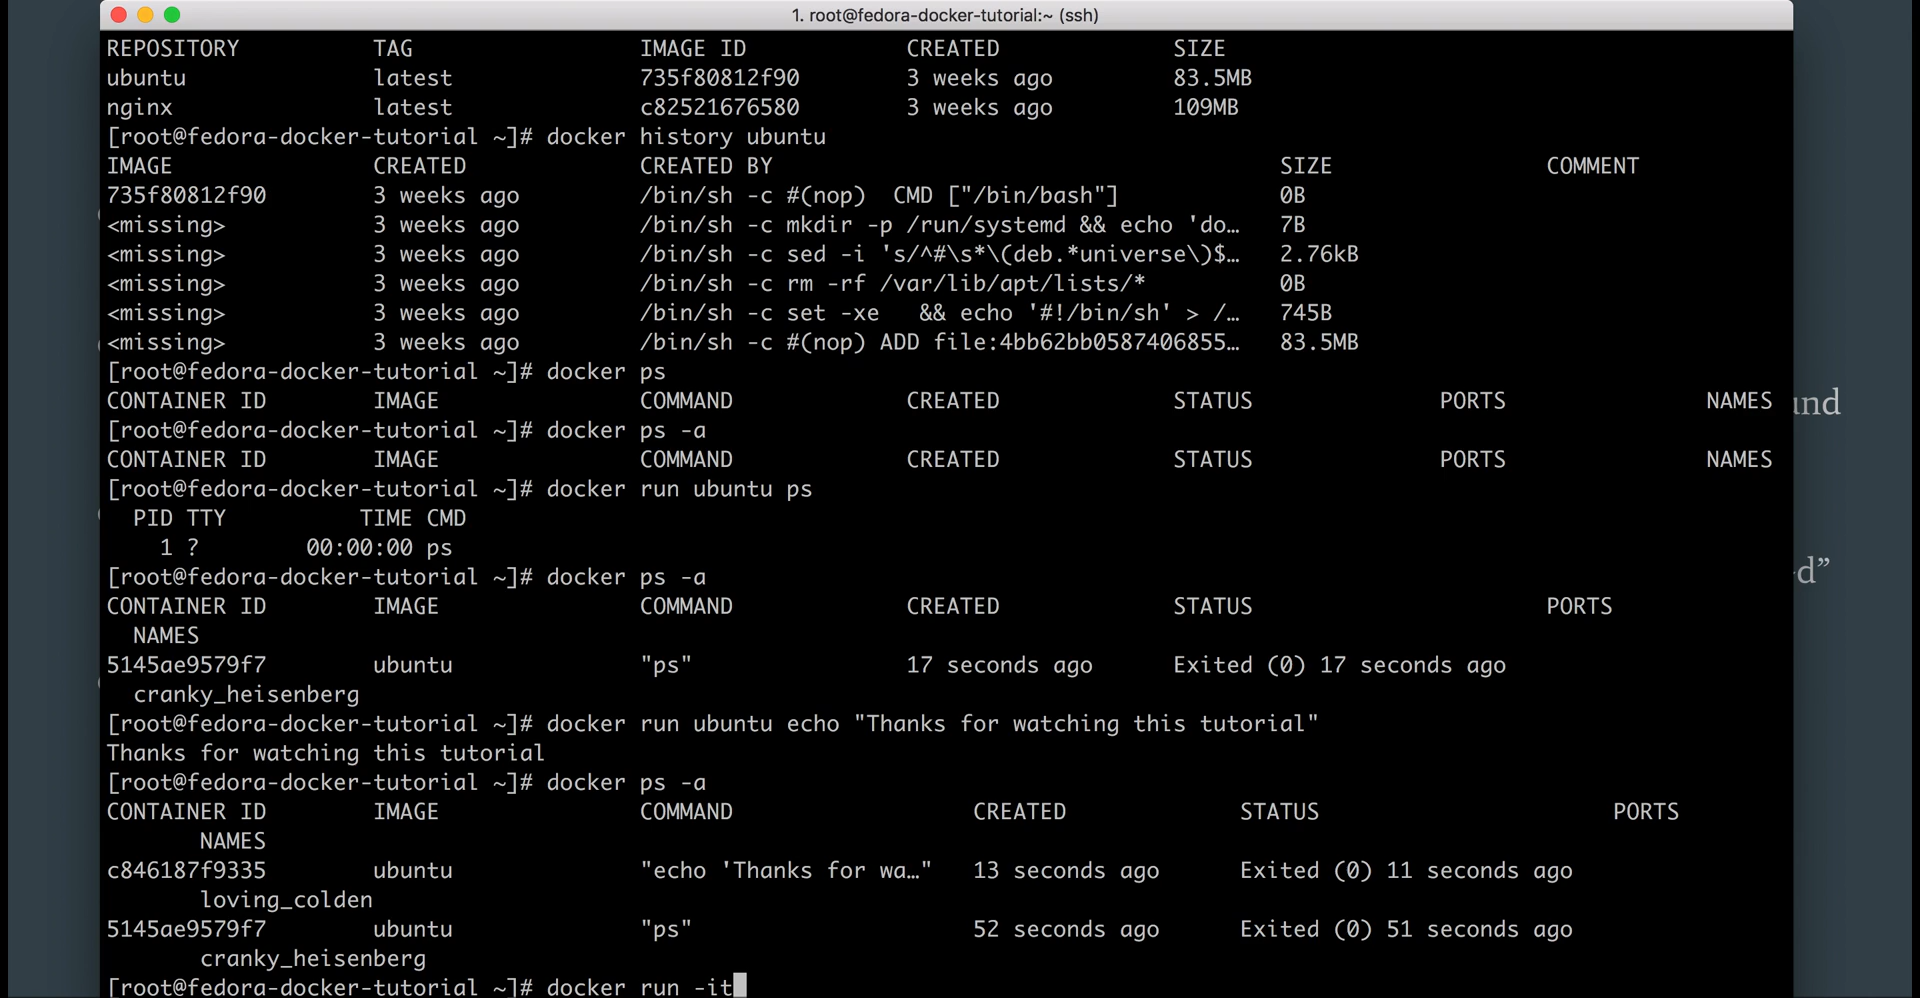 1. root@fedora-docker-tutorial:~ (ssh)
REPOSITORY TAG IMAGE ID CREATED SIZE
ubuntu latest 735f80812f90 3 weeks ago 83.5MB
nginx latest c82521676580 3 weeks ago 109MB
[root@fedora-docker-tutorial ~]# docker history ubuntu
IMAGE CREATED CREATED BY SIZE COMMENT
735f80812f90 3 weeks ago /bin/sh -c #(nop)  CMD ["/bin/bash"] 0B
<missing> 3 weeks ago /bin/sh -c mkdir -p /run/systemd && echo 'do… 7B
<missing> 3 weeks ago /bin/sh -c sed -i 's/^#\s*\(deb.*universe\)$… 2.76kB
<missing> 3 weeks ago /bin/sh -c rm -rf /var/lib/apt/lists/* 0B
<missing> 3 weeks ago /bin/sh -c set -xe   && echo '#!/bin/sh' > /… 745B
<missing> 3 weeks ago /bin/sh -c #(nop) ADD file:4bb62bb0587406855… 83.5MB
[root@fedora-docker-tutorial ~]# docker ps
CONTAINER ID IMAGE COMMAND CREATED STATUS PORTS NAMES
[root@fedora-docker-tutorial ~]# docker ps -a
CONTAINER ID IMAGE COMMAND CREATED STATUS PORTS NAMES
[root@fedora-docker-tutorial ~]# docker run ubuntu ps
PID TTY TIME CMD
1 ? 00:00:00 ps
[root@fedora-docker-tutorial ~]# docker ps -a
CONTAINER ID IMAGE COMMAND CREATED STATUS PORTS
NAMES
5145ae9579f7 ubuntu "ps" 17 seconds ago Exited (0) 17 seconds ago
cranky_heisenberg
[root@fedora-docker-tutorial ~]# docker run ubuntu echo "Thanks for watching this tutorial"
Thanks for watching this tutorial
[root@fedora-docker-tutorial ~]# docker ps -a
CONTAINER ID IMAGE COMMAND CREATED STATUS PORTS
NAMES
c846187f9335 ubuntu "echo 'Thanks for wa…" 13 seconds ago Exited (0) 11 seconds ago
loving_colden
5145ae9579f7 ubuntu "ps" 52 seconds ago Exited (0) 51 seconds ago
cranky_heisenberg
[root@fedora-docker-tutorial ~]# docker run -it